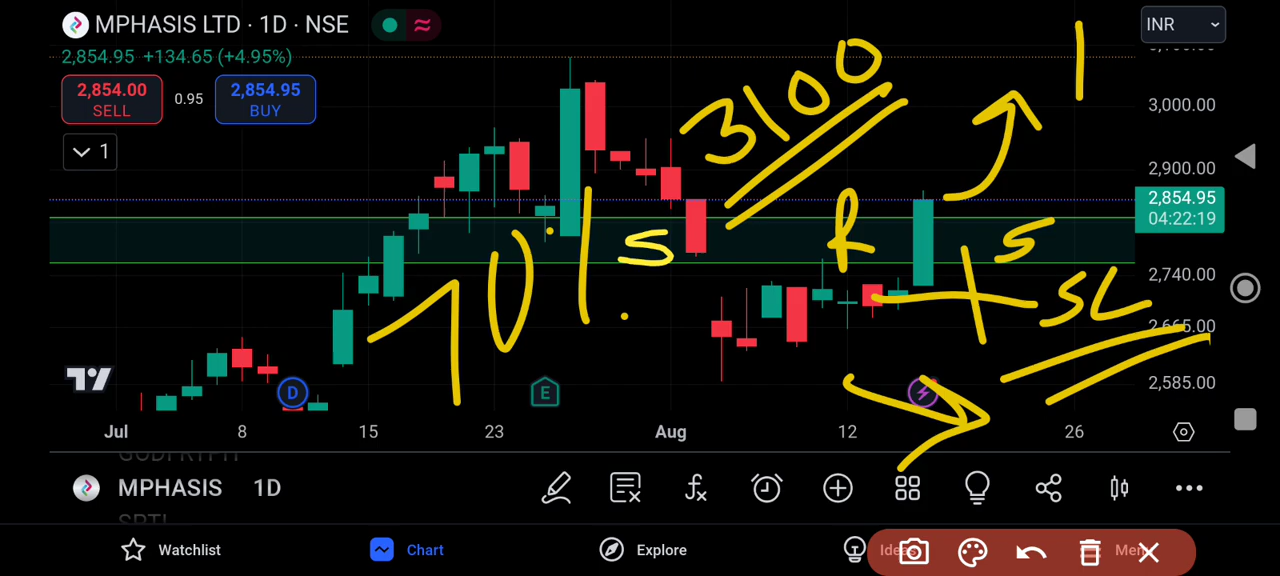 MPHASIS LTD · 1D · NSE
INR
2,854.95 +134.65 (+4.95%)
2,854.00
SELL
0.95
2,854.95
BUY
1
3100
3,000.00
2,900.00
2,854.95
04:22:19
2,740.00
2,665.00
2,585.00
10%
S
S
SL
D
E
Jul
8
15
23
Aug
12
26
MPHASIS 1D
Watchlist
Chart
Explore